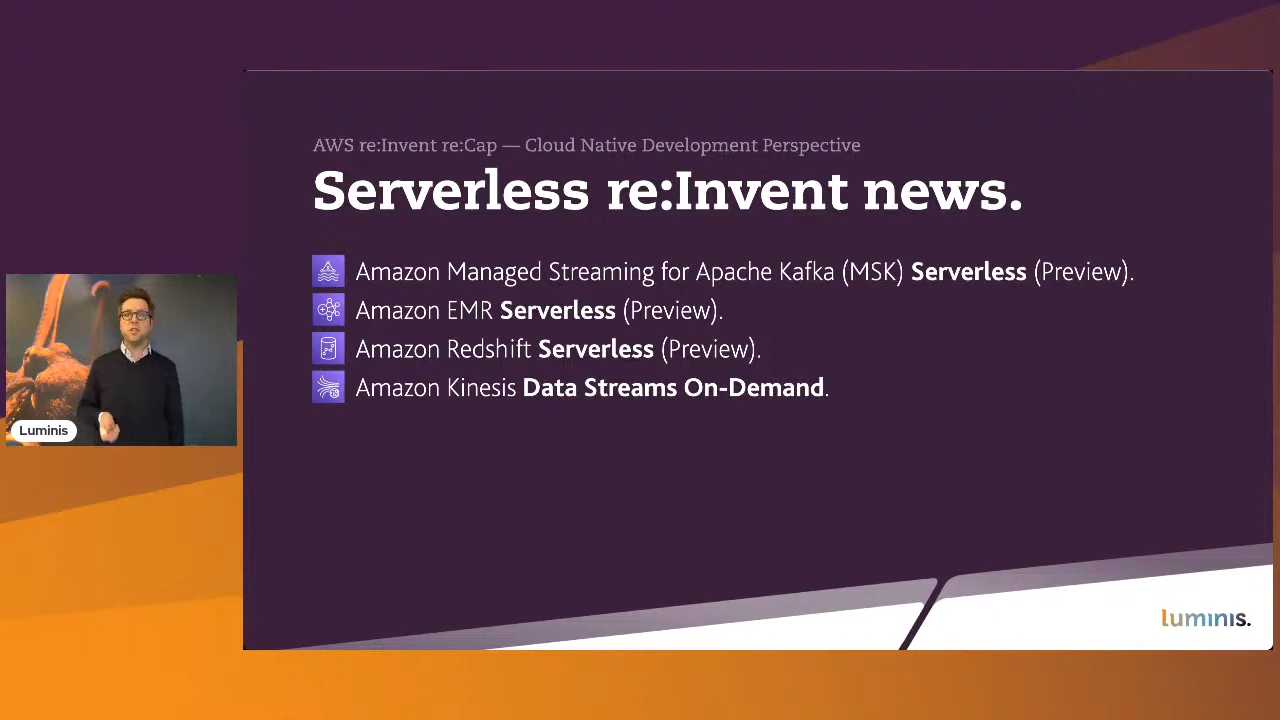 AWS re:Invent re:Cap — Cloud Native Development Perspective
Serverless re:Invent news.
Amazon Managed Streaming for Apache Kafka (MSK) Serverless (Preview).
Amazon EMR Serverless (Preview).
Amazon Redshift Serverless (Preview).
Amazon Kinesis Data Streams On-Demand.
Luminis
luminis.